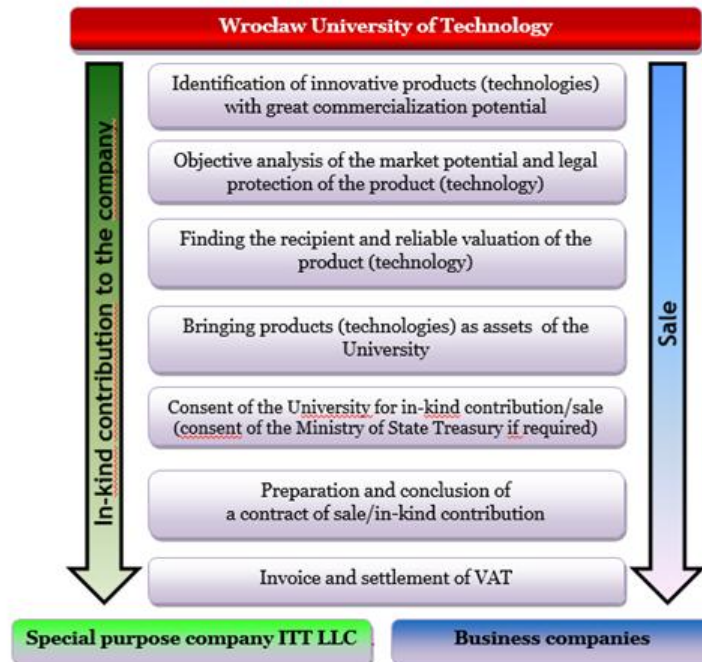 Wrocław University of Technology
In-kind contribution to the company
Identification of innovative products (technologies)
with great commercialization potential
Objective analysis of the market potential and legal
protection of the product (technology)
Finding the recipient and reliable valuation of the
product (technology)
Bringing products (technologies) as assets of the
University
Consent of the University for in-kind contribution/sale
(consent of the Ministry of State Treasury if required)
Preparation and conclusion of
a contract of sale/in-kind contribution
Invoice and settlement of VAT
Sale
Special purpose company ITT LLC
Business companies